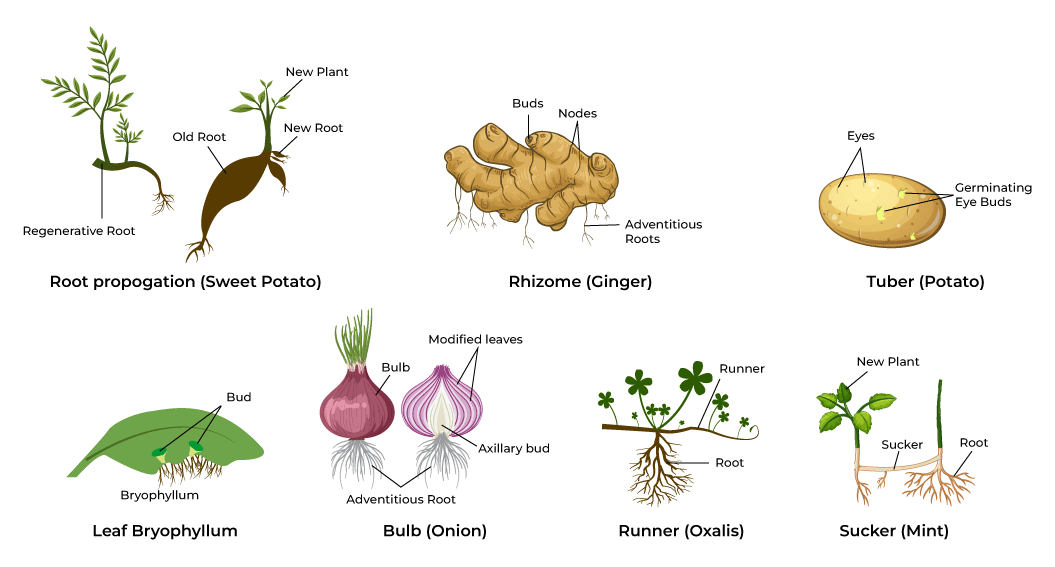 New Plant
Old Root
New Root
Regenerative Root
Root propogation (Sweet Potato)
Buds
Nodes
Adventitious
Roots
Rhizome (Ginger)
Eyes
Germinating
Eye Buds
Tuber (Potato)
Bud
Bryophyllum
Leaf Bryophyllum
Modified leaves
Bulb
Axillary bud
Adventitious Root
Bulb (Onion)
Runner
Root
Runner (Oxalis)
New Plant
Sucker
Root
Sucker (Mint)